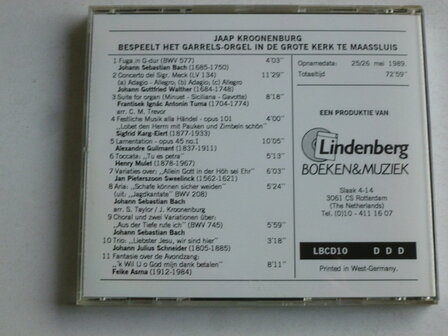 JAAP KROONENBURG
BESPEELT HET GARRELS-ORGEL IN DE GROTE KERK TE MAASSLUIS
1 Fuga in G-dur (BWV 577) 4'03"
Johann Sebastian Bach (1685-1750)
2 Concerto del Sigr. Meck (LV 134) 11'29"
(a) Adagio - Allegro; (b) Adagio; (c) Allegro
Johann Gottfried Walther (1684-1748)
3 Suite for organ (Minuet - Siciliana - Gavotte) 8'18"
Frantisek Ignác Antonin Tuma (1704-1774)
arr. C. M. Trevor
4 Festliche Musik alla Händel - opus 101 4'00"
„Lobet den Herrn mit Pauken und Zimbeln schön"
Sigfrid Karg-Elert (1877-1933)
5 Lamentation - opus 45 no.1 10'05"
Alexandre Guilmant (1837-1911)
6 Toccata: „Tu es petra" 5'13"
Henry Mulet (1878-1967)
7 Variaties over: „Allein Gott in der Höh sei Ehr" 6'03"
Jan Pieterszoon Sweelinck (1562-1621)
8 Aria: „Schafe können sicher weiden" 5'24"
(uit: „Jagdkantate" BWV 208)
Johann Sebastian Bach
arr. S. Taylor / J. Kroonenburg
9 Choral und zwei Variationen über:
„Aus der Tiefe rufe ich" (BWV 745) 5'59"
Johann Sebastian Bach
10 Trio: „Liebster Jesu, wir sind hier" 3'18"
Johann Julius Schneider (1805-1885)
11 Fantasie over de Avondzang:
„'k Wil U o God mijn dank betalen" 8'11"
Feike Asma (1912-1984)
Opnamedata: 25/26 mei 1989.
Totaaltijd 72'59"
EEN PRODUKTIE VAN
Lindenberg
BOEKEN&MUZIEK
Slaak 4-14
3061 CS Rotterdam
(The Netherlands)
Tel. (0)10 - 411 16 07
LBCD10 D D D
Printed in West-Germany.